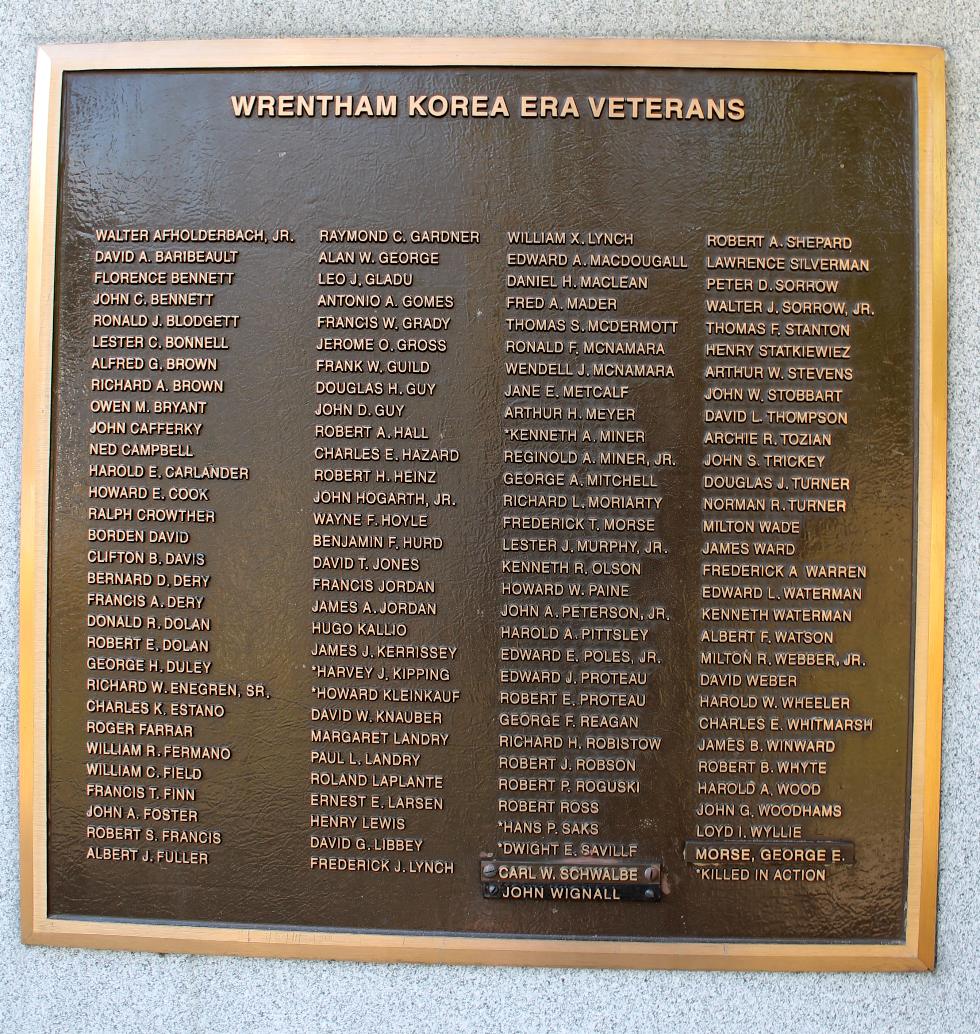 WRENTHAM KOREA ERA VETERANS
WALTER AFHOLDERBACH, JR.
DAVID A. BARIBEAULT
FLORENCE BENNETT
JOHN C. BENNETT
RONALD J. BLODGETT
LESTER C. BONNELL
ALFRED G. BROWN
RICHARD A. BROWN
OWEN M. BRYANT
JOHN CAFFERKY
NED CAMPBELL
HAROLD E. CARLANDER
HOWARD E. COOK
RALPH CROWTHER
BORDEN DAVID
CLIFTON B. DAVIS
BERNARD D. DERY
FRANCIS A. DERY
DONALD R. DOLAN
ROBERT E. DOLAN
GEORGE H. DULEY
RICHARD W. ENEGREN, SR.
CHARLES K. ESTANO
ROGER FARRAR
WILLIAM R. FERMANO
WILLIAM C. FIELD
FRANCIS T. FINN
JOHN A. FOSTER
ROBERT S. FRANCIS
ALBERT J. FULLER
RAYMOND C. GARDNER
ALAN W. GEORGE
LEO J. GLADU
ANTONIO A. GOMES
FRANCIS W. GRADY
JEROME O. GROSS
FRANK W. GUILD
DOUGLAS H. GUY
JOHN D. GUY
ROBERT A. HALL
CHARLES E. HAZARD
ROBERT H. HEINZ
JOHN HOGARTH, JR.
WAYNE F. HOYLE
BENJAMIN F. HURD
DAVID T. JONES
FRANCIS JORDAN
JAMES A. JORDAN
HUGO KALLIO
JAMES J. KERRISSEY
*HARVEY J. KIPPING
*HOWARD KLEINKAUF
DAVID W. KNAUBER
MARGARET LANDRY
PAUL L. LANDRY
ROLAND LAPLANTE
ERNEST E. LARSEN
HENRY LEWIS
DAVID G. LIBBEY
FREDERICK J. LYNCH
WILLIAM X. LYNCH
EDWARD A. MACDOUGALL
DANIEL H. MACLEAN
FRED A. MADER
THOMAS S. MCDERMOTT
RONALD F. MCNAMARA
WENDELL J. MCNAMARA
JANE E. METCALF
ARTHUR H. MEYER
*KENNETH A. MINER
REGINOLD A. MINER, JR.
GEORGE A. MITCHELL
RICHARD L. MORIARTY
FREDERICK T. MORSE
LESTER J. MURPHY, JR.
KENNETH R. OLSON
HOWARD W. PAINE
JOHN A. PETERSON, JR.
HAROLD A. PITTSLEY
EDWARD E. POLES, JR.
EDWARD J. PROTEAU
ROBERT E. PROTEAU
GEORGE F. REAGAN
RICHARD H. ROBISTOW
ROBERT J. ROBSON
ROBERT P. ROGUSKI
ROBERT ROSS
*HANS P. SAKS
*DWIGHT E. SAVILLE
CARL W. SCHWALBE
JOHN WIGNALL
ROBERT A. SHEPARD
LAWRENCE SILVERMAN
PETER D. SORROW
WALTER J. SORROW, JR.
THOMAS F. STANTON
HENRY STATKIEWIEZ
ARTHUR W. STEVENS
JOHN W. STOBBART
DAVID L. THOMPSON
ARCHIE R. TOZIAN
JOHN S. TRICKEY
DOUGLAS J. TURNER
NORMAN R. TURNER
MILTON WADE
JAMES WARD
FREDERICK A WARREN
EDWARD L. WATERMAN
KENNETH WATERMAN
ALBERT F. WATSON
MILTON R. WEBBER, JR.
DAVID WEBER
HAROLD W. WHEELER
CHARLES E. WHITMARSH
JAMES B. WINWARD
ROBERT B. WHYTE
HAROLD A. WOOD
JOHN G. WOODHAMS
LOYD I. WYLLIE
MORSE, GEORGE E.
*KILLED IN ACTION